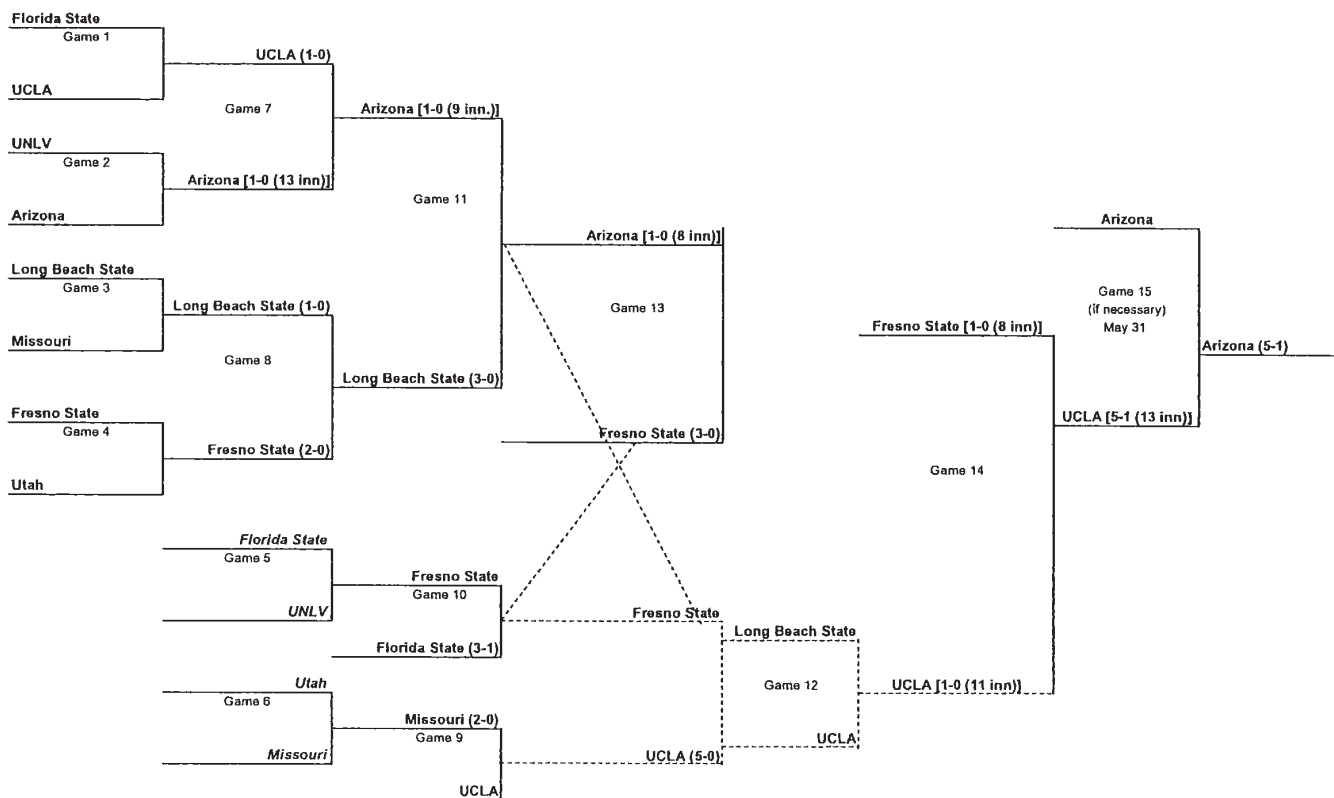 Florida State
Game 1
UCLA (1-0)
UCLA
Game 7
Arizona [1-0 (9 inn.)]
UNLV
Game 2
Arizona [1-0 (13 inn)]
Arizona
Game 11
Arizona
Arizona [1-0 (8 inn)]
Long Beach State
Game 3
Long Beach State (1-0)
Missouri
Game 8
Long Beach State (3-0)
Game 13
Game 15
(if necessary)
May 31
Fresno State [1-0 (8 inn)]
Arizona (5-1)
Fresno State
Game 4
Fresno State (2-0)
Utah
Fresno State (3-0)
UCLA [5-1 (13 inn)]
Game 14
Florida State
Game 5
UNLV
Fresno State
Game 10
Florida State (3-1)
Fresno State
Long Beach State
Game 12
UCLA [1-0 (11 inn)]
UCLA
Utah
Game 6
Missouri
Missouri (2-0)
Game 9
UCLA (5-0)
UCLA